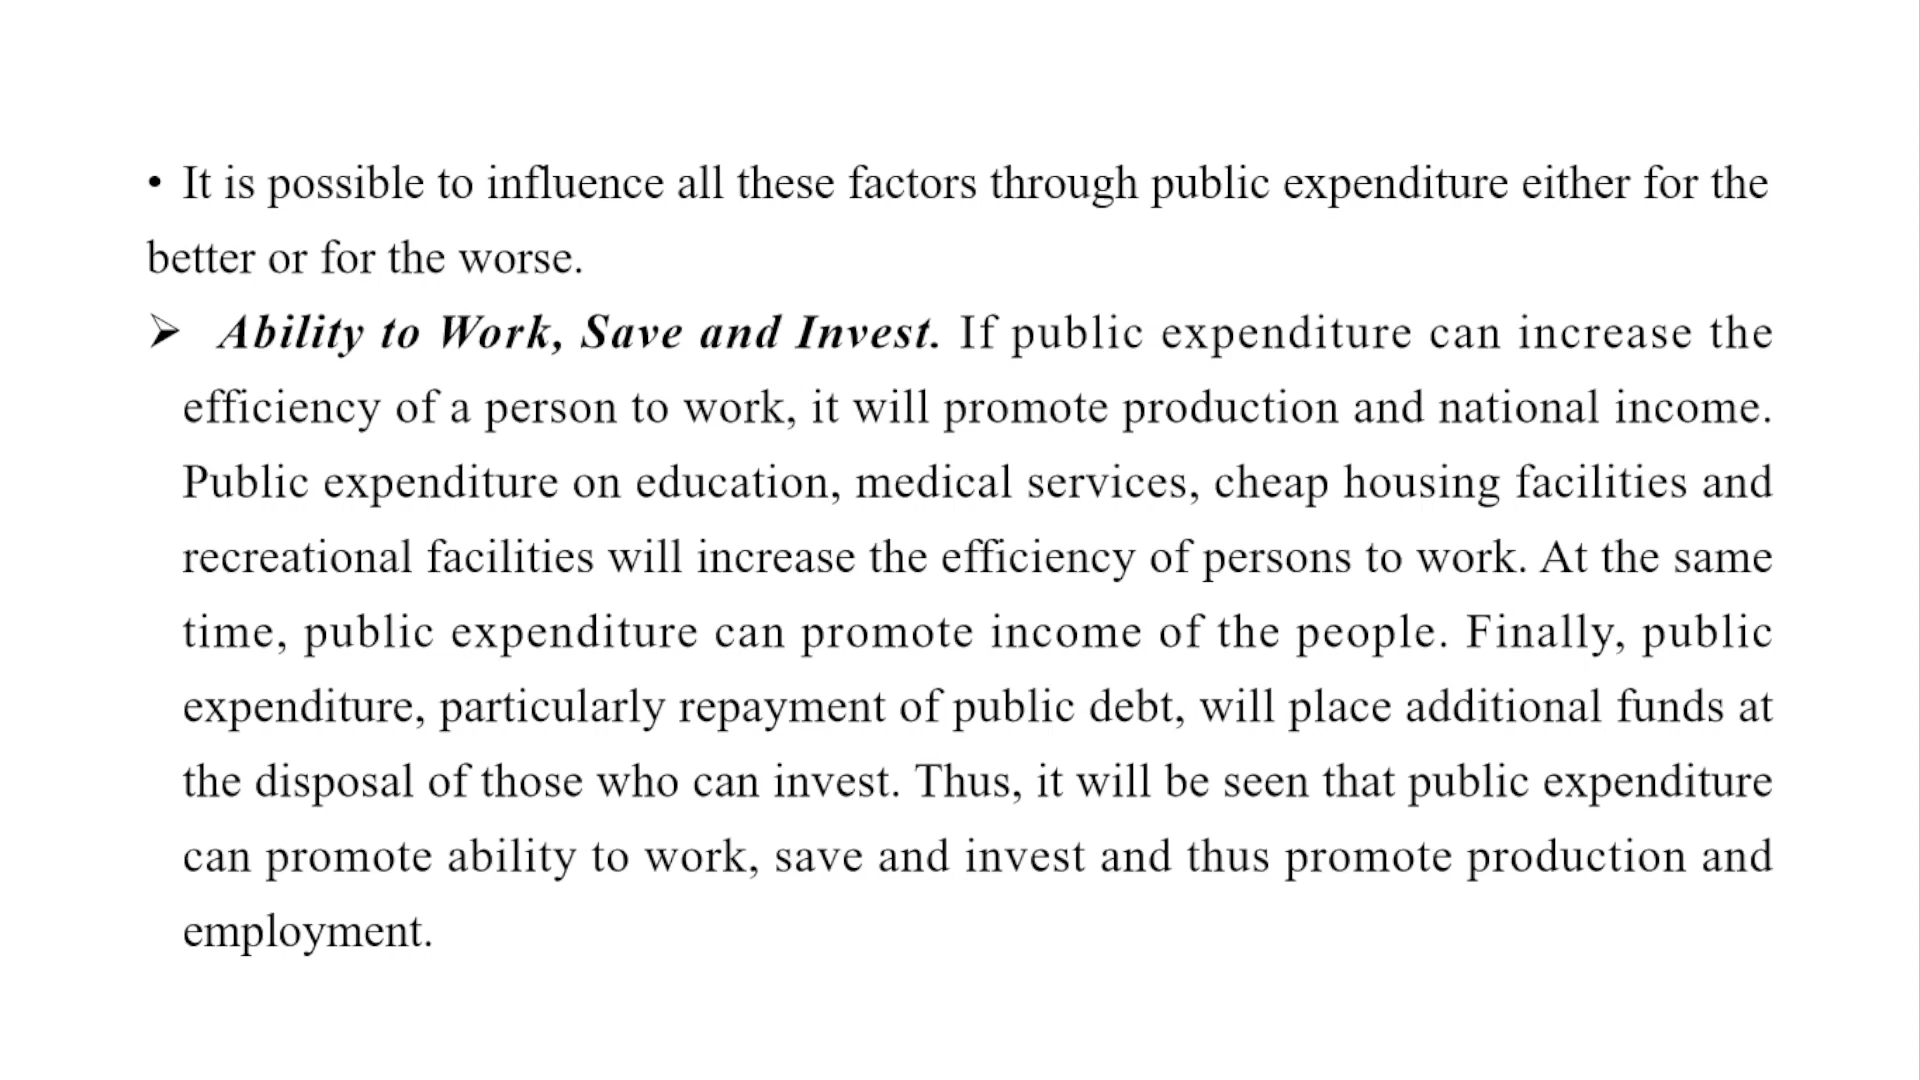 • It is possible to influence all these factors through public expenditure either for the
better or for the worse.
➢ Ability to Work, Save and Invest. If public expenditure can increase the
efficiency of a person to work, it will promote production and national income.
Public expenditure on education, medical services, cheap housing facilities and
recreational facilities will increase the efficiency of persons to work. At the same
time, public expenditure can promote income of the people. Finally, public
expenditure, particularly repayment of public debt, will place additional funds at
the disposal of those who can invest. Thus, it will be seen that public expenditure
can promote ability to work, save and invest and thus promote production and
employment.